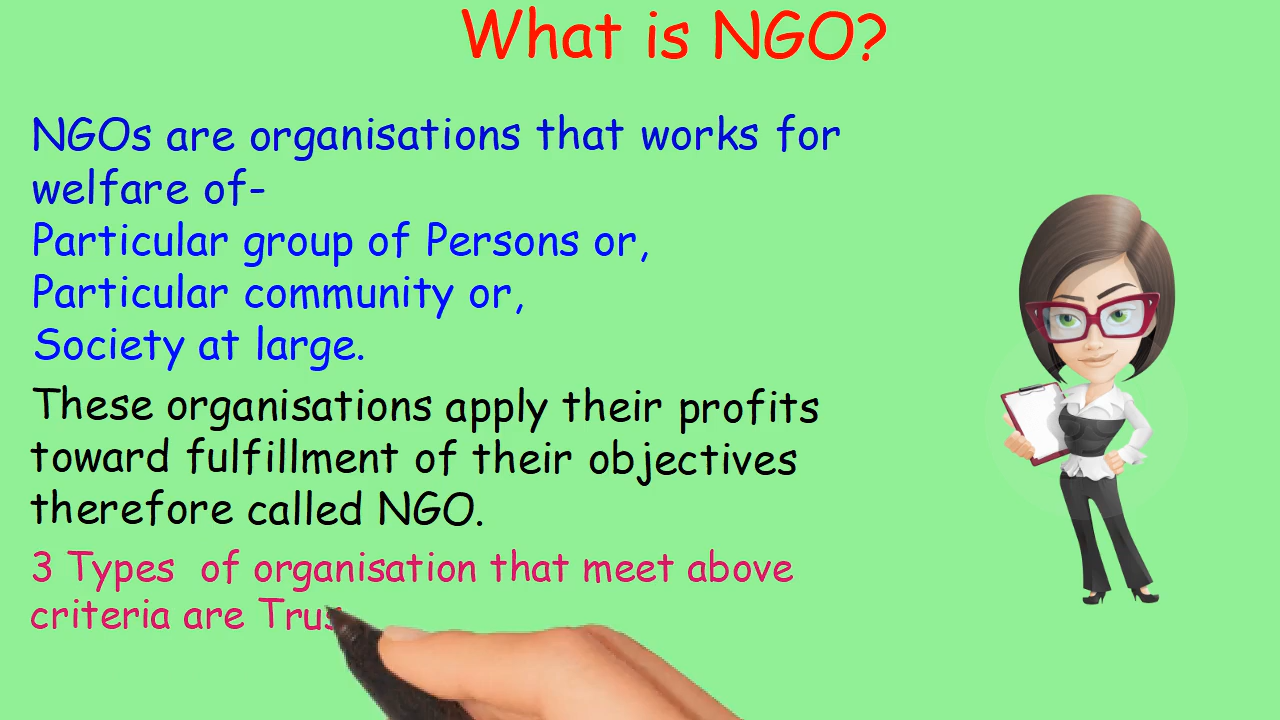 What is NGO?
NGOs are organisations that works for
welfare of-
Particular group of Persons or,
Particular community or,
Society at large.
These organisations apply their profits
toward fulfillment of their objectives
therefore called NGO.
3 Types of organisation that meet above
criteria are Trus